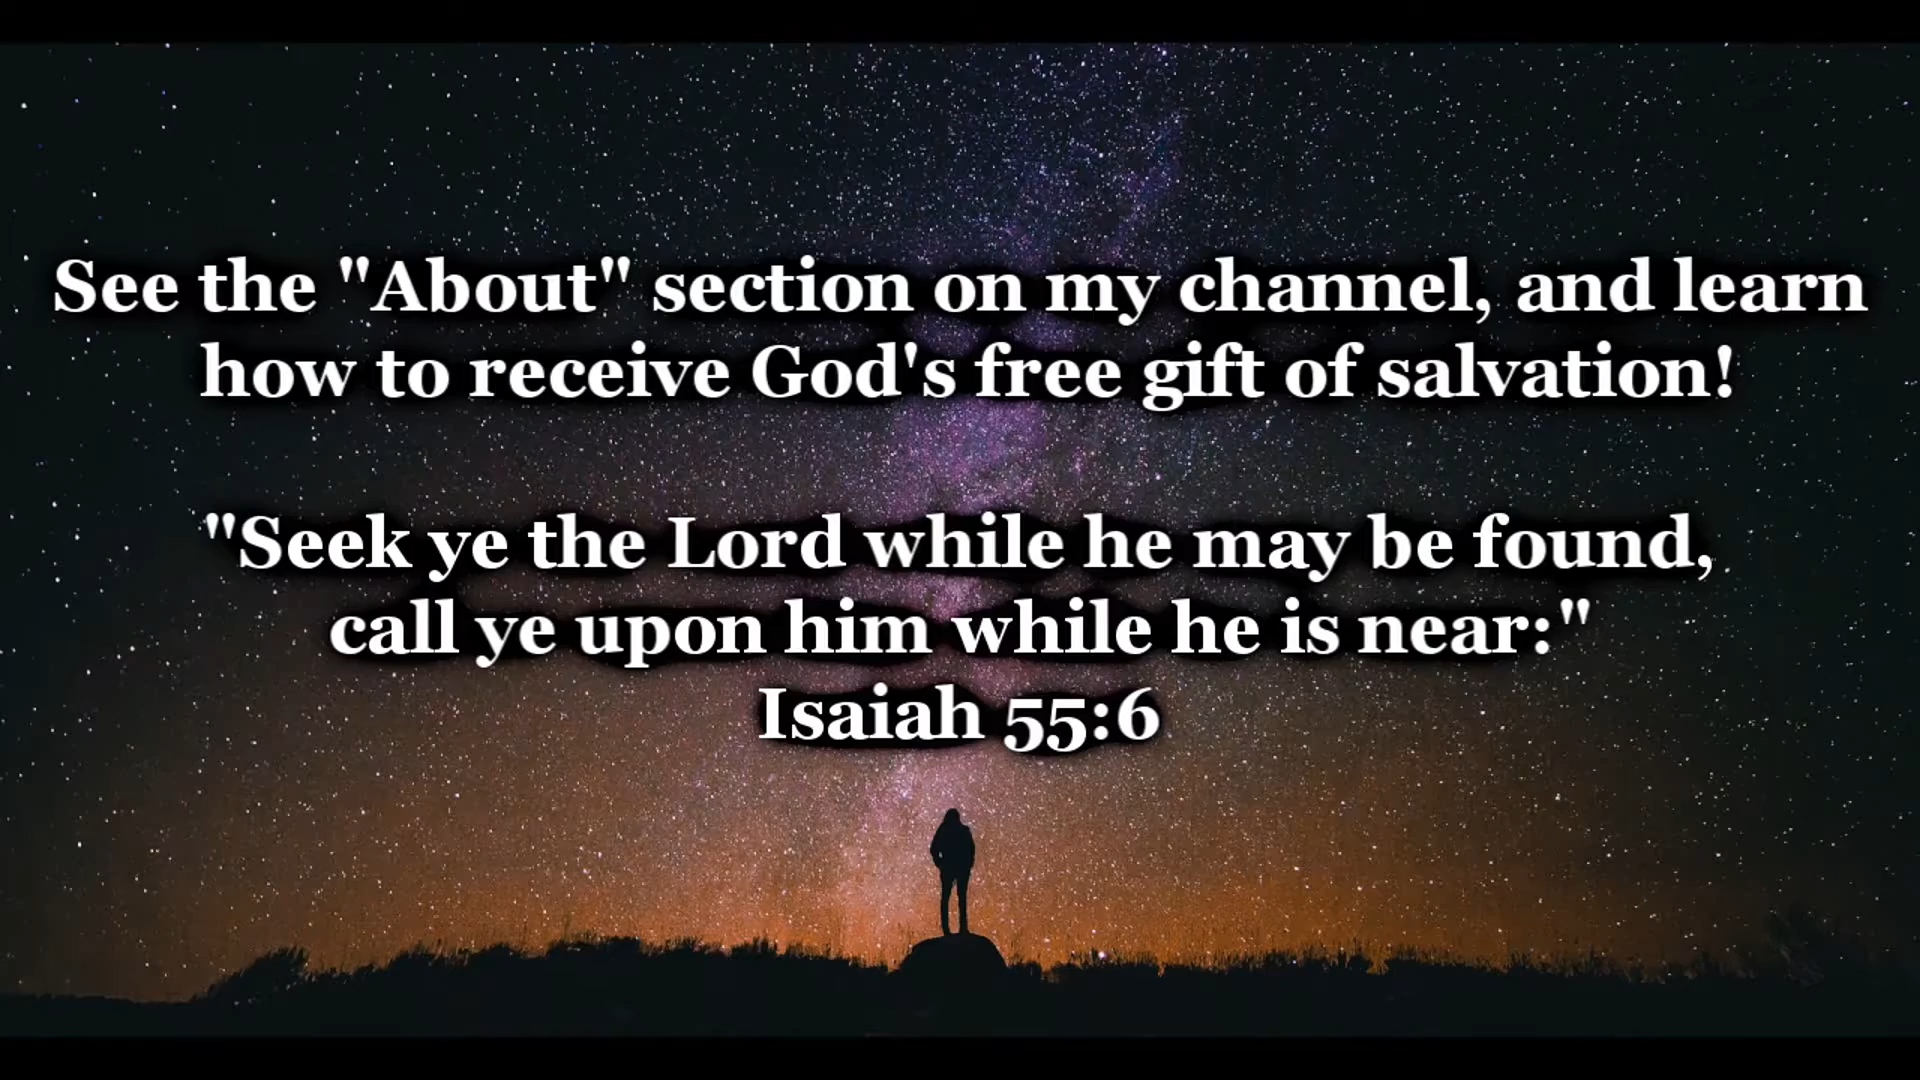 See the "About" section on my channel, and learn
how to receive God's free gift of salvation!
"Seek ye the Lord while he may be found,
call ye upon him while he is near:"
Isaiah 55:6